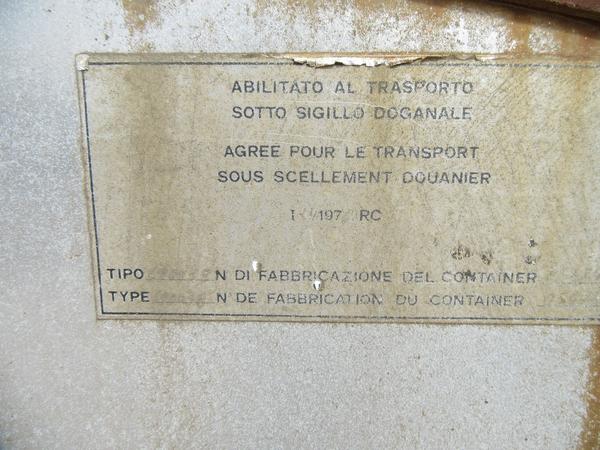 ABILITATO AL TRASPORTO
SOTTO SIGILLO DOGANALE
AGREE POUR LE TRANSPORT
SOUS SCELLEMENT DOUANIER
I RC
TIPO N DI FABBRICAZIONE DEL CONTAINER
TYPE N DE FABBRICATION DU CONTAINER